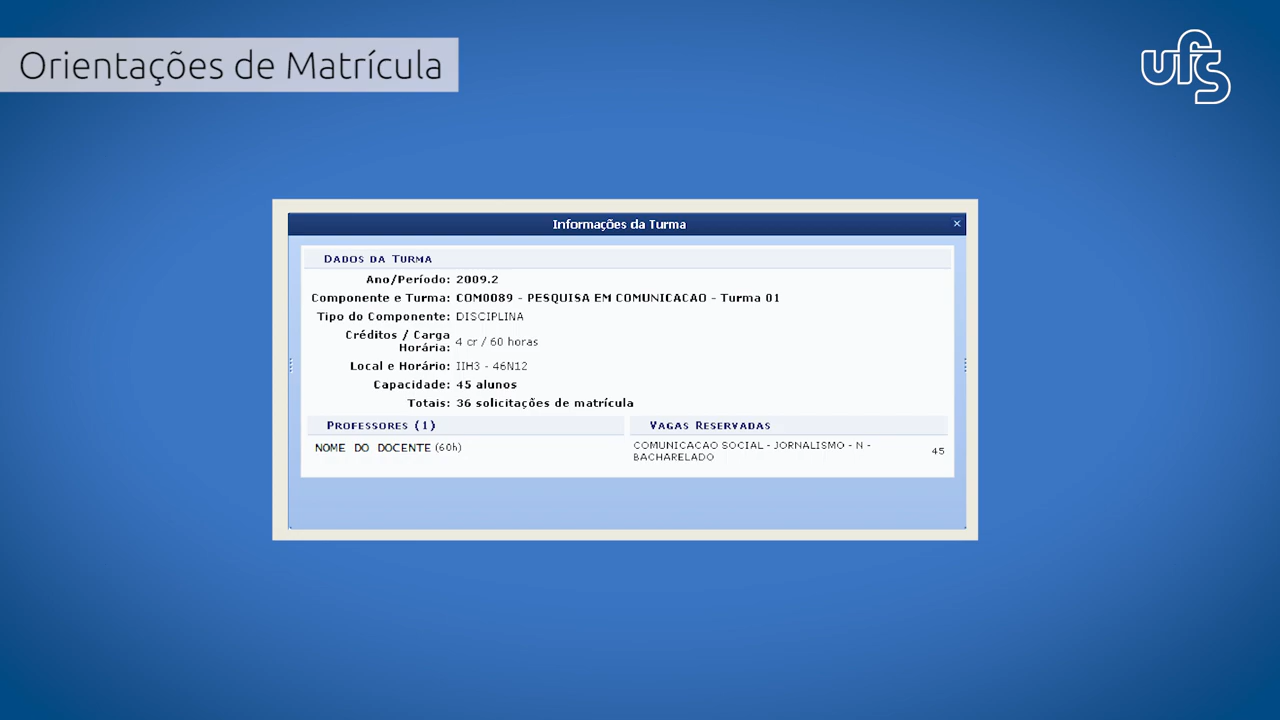 Orientações de Matrícula
ufs
Informações da Turma
×
DADOS DA TURMA
Ano/Período: 2009.2
Componente e Turma: COM0089 - PESQUISA EM COMUNICACAO - Turma 01
Tipo do Componente: DISCIPLINA
Créditos / Carga
Horária: 4 cr / 60 horas
Local e Horário: IIH3 - 46N12
Capacidade: 45 alunos
Totais: 36 solicitações de matrícula
PROFESSORES (1)
NOME DO DOCENTE (60h)
VAGAS RESERVADAS
COMUNICACAO SOCIAL - JORNALISMO - N -
BACHARELADO
45